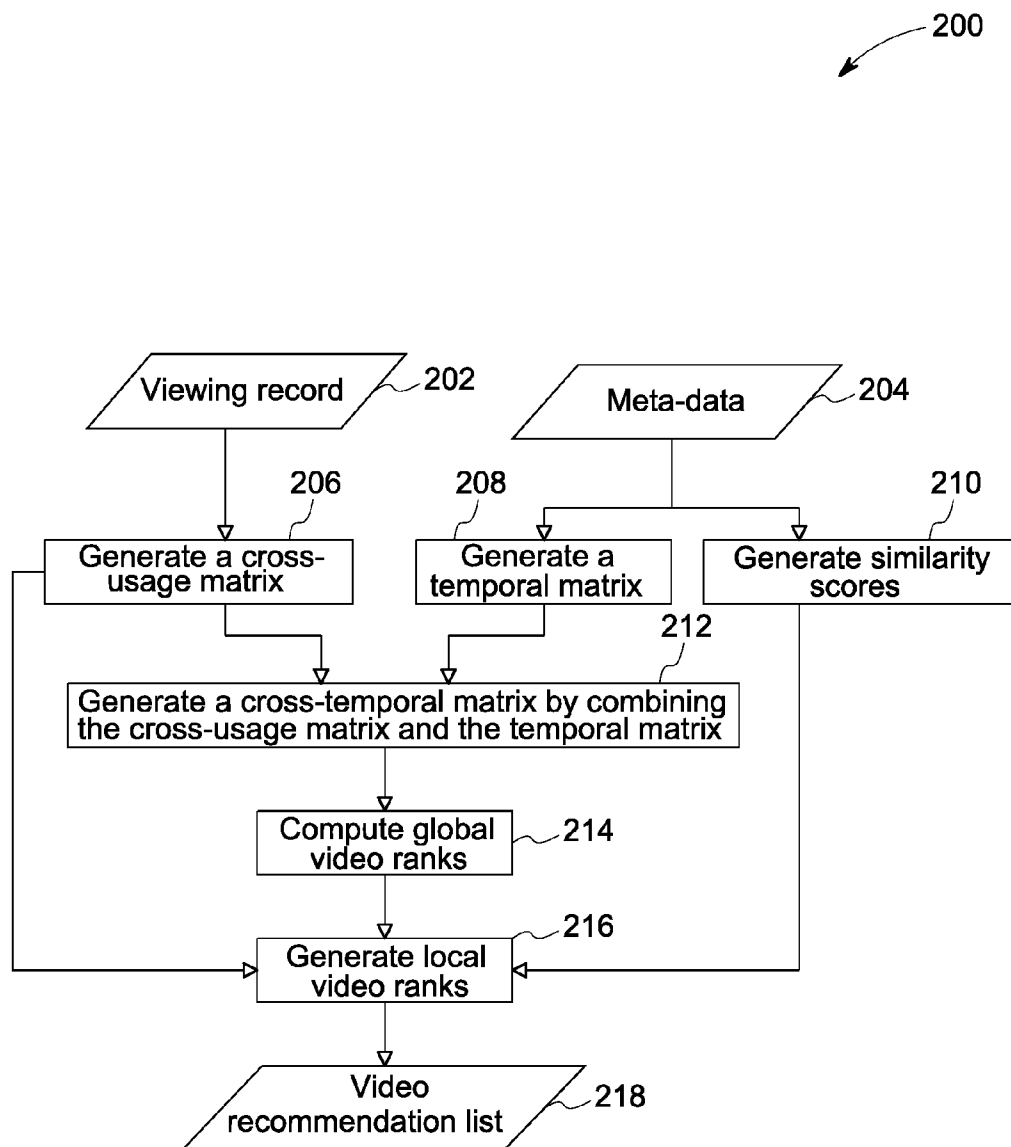 200
Viewing record
202
Meta-data
204
206
208
210
Generate a cross-
usage matrix
Generate a
temporal matrix
Generate similarity
scores
212
Generate a cross-temporal matrix by combining
the cross-usage matrix and the temporal matrix
Compute global
video ranks
214
216
Generate local
video ranks
Video
recommendation list
218